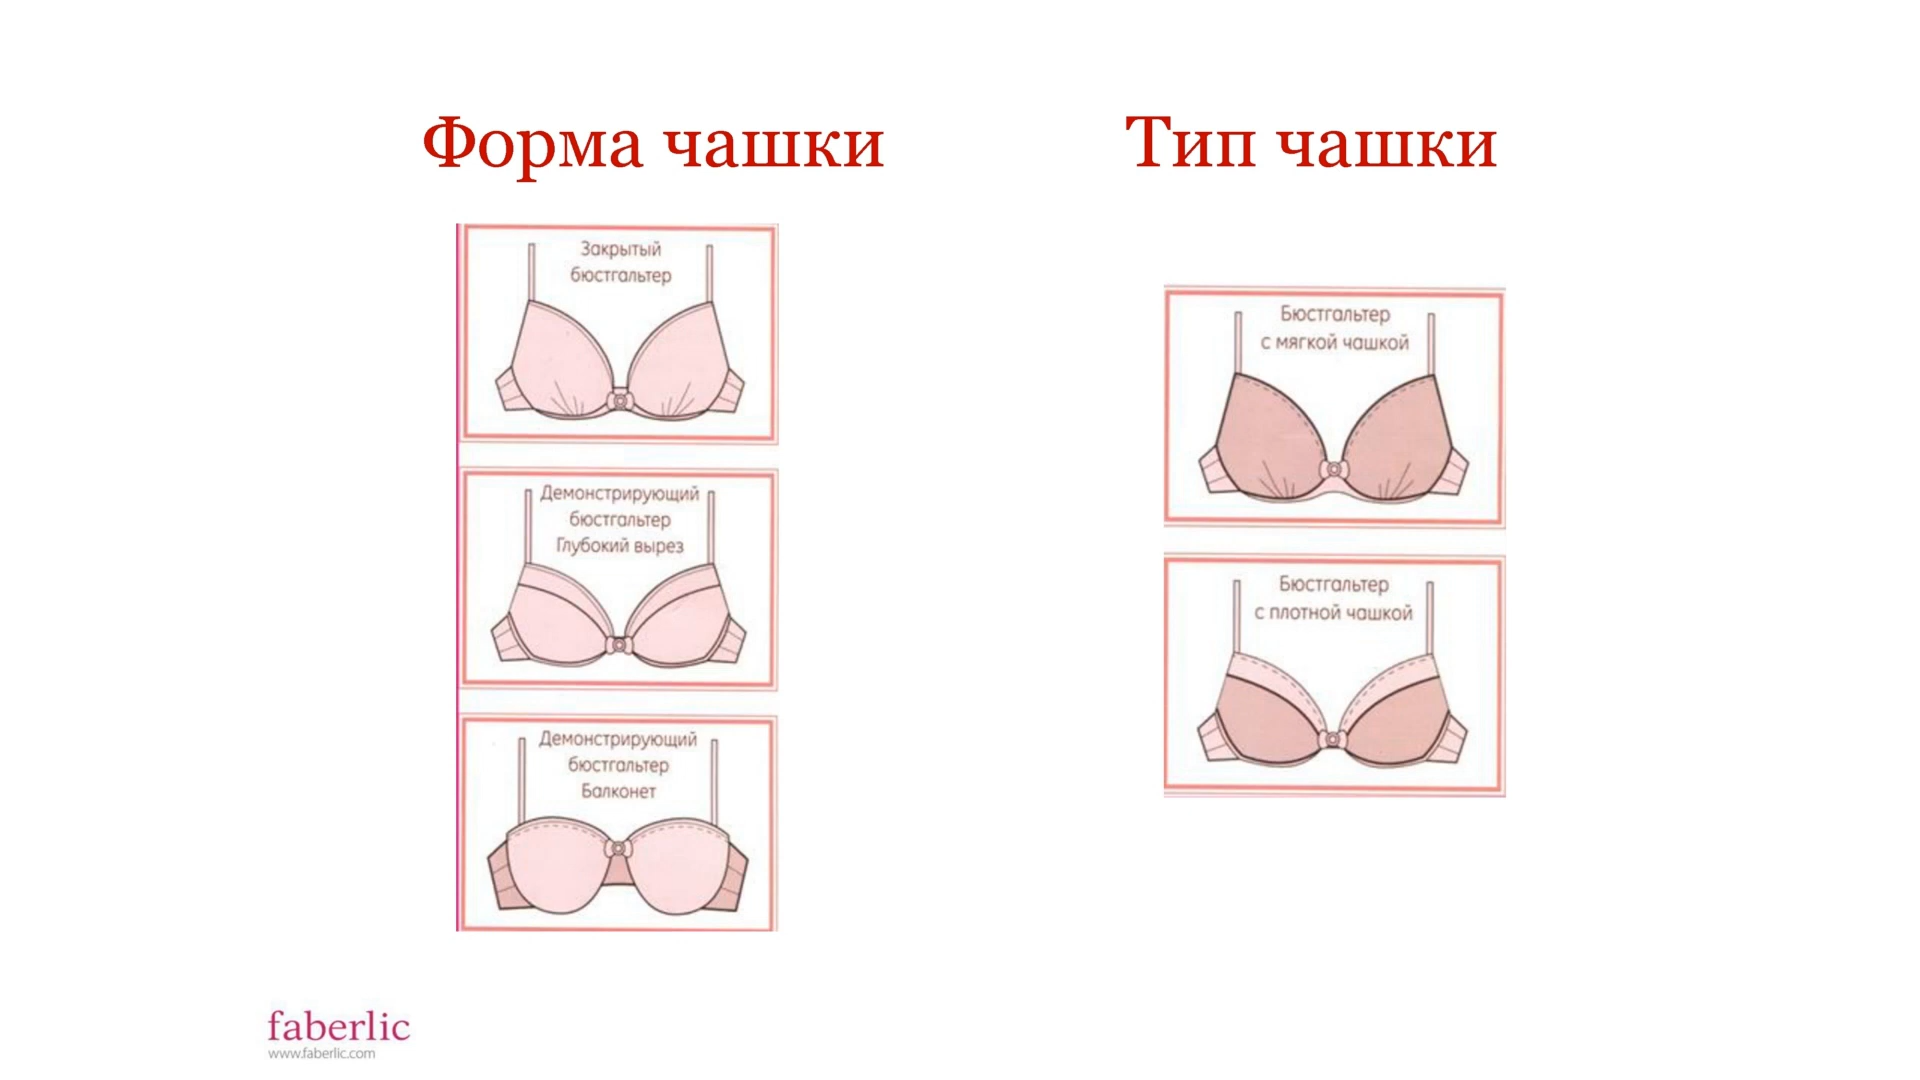 Форма чашки
Закрытый
бюстгальтер
Демонстрирующий
бюстгальтер
Глубокий вырез
Демонстрирующий
бюстгальтер
Балконет
Тип чашки
Бюстгальтер
с мягкой чашкой
Бюстгальтер
с плотной чашкой
faberlic
www.faberlic.com